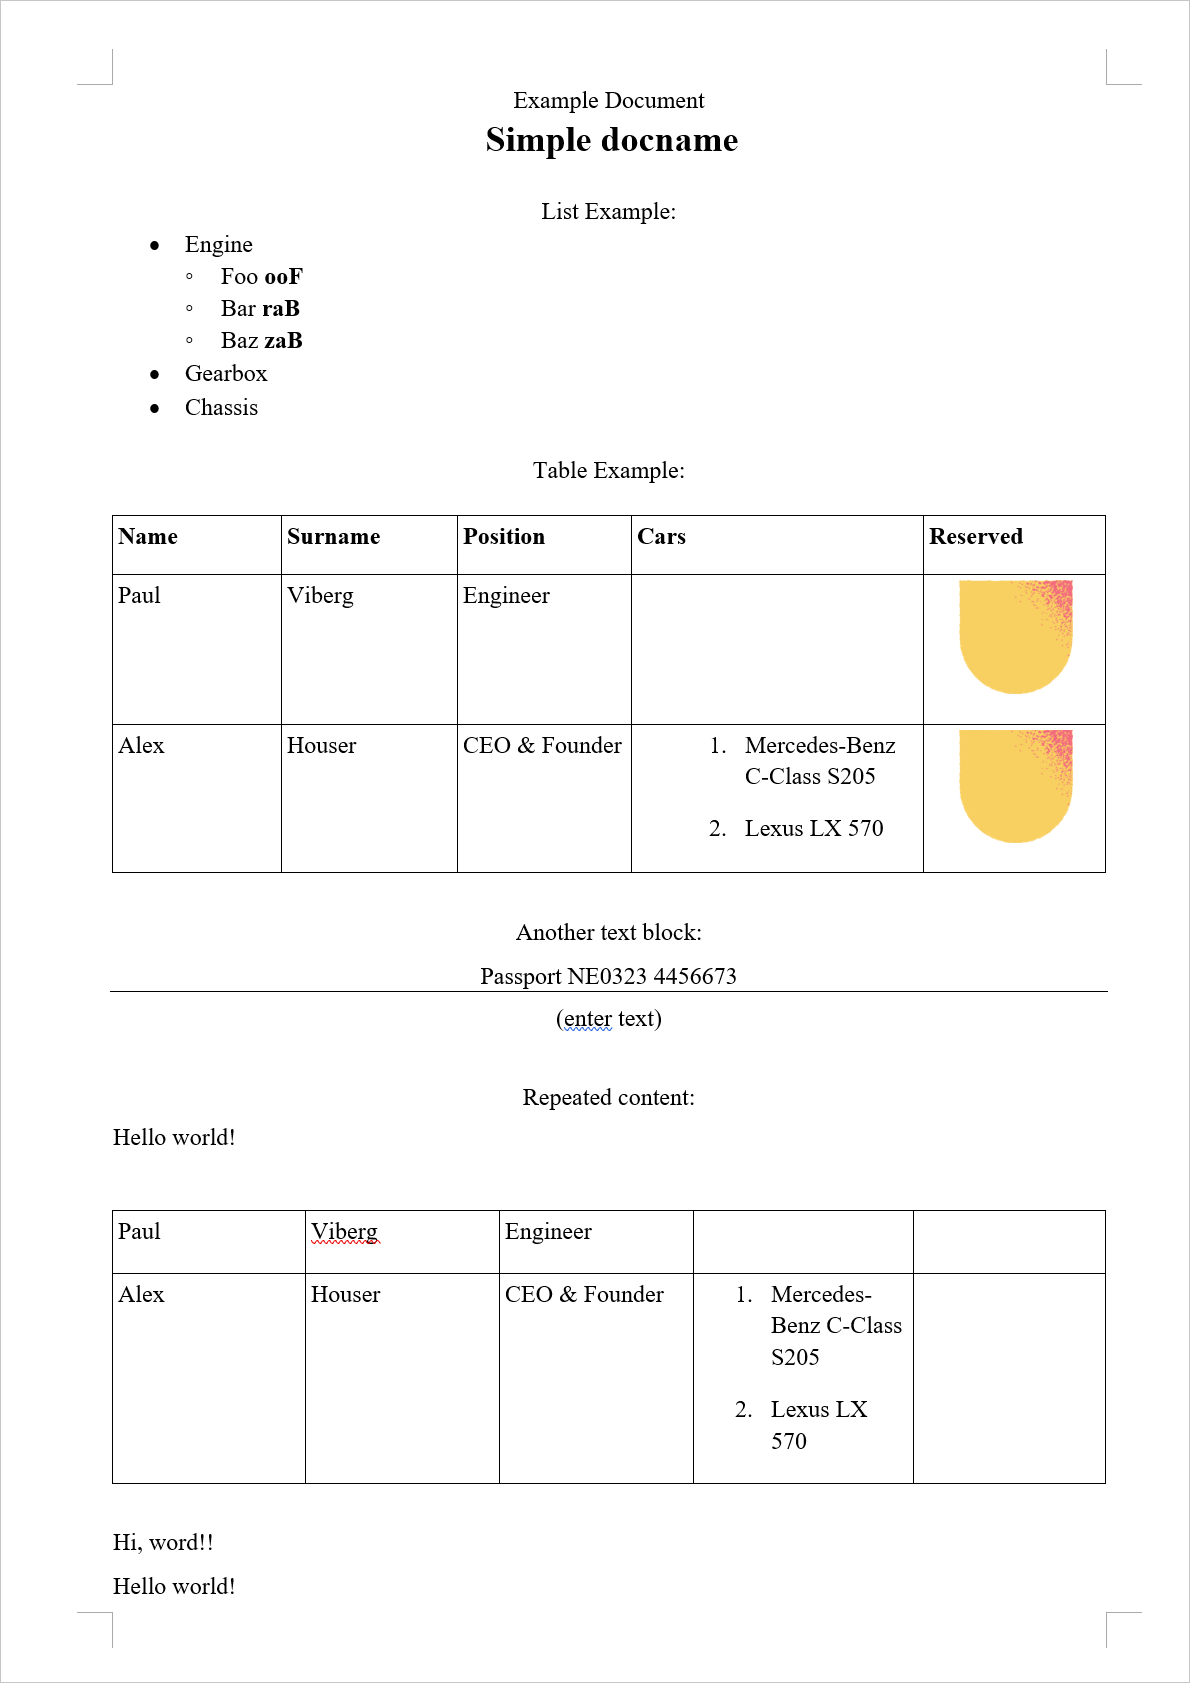 Example Document
Simple docname
List Example:
• Engine
◦ Foo ooF
◦ Bar raB
◦ Baz zaB
• Gearbox
• Chassis
Table Example:
Name Surname Position Cars Reserved
Paul Viberg Engineer
Alex Houser CEO & Founder 1. Mercedes-Benz
C-Class S205
2. Lexus LX 570
Another text block:
Passport NE0323 4456673
(enter text)
Repeated content:
Hello world!
Paul Viberg Engineer
Alex Houser CEO & Founder 1. Mercedes-
Benz C-Class
S205
2. Lexus LX
570
Hi, word!!
Hello world!